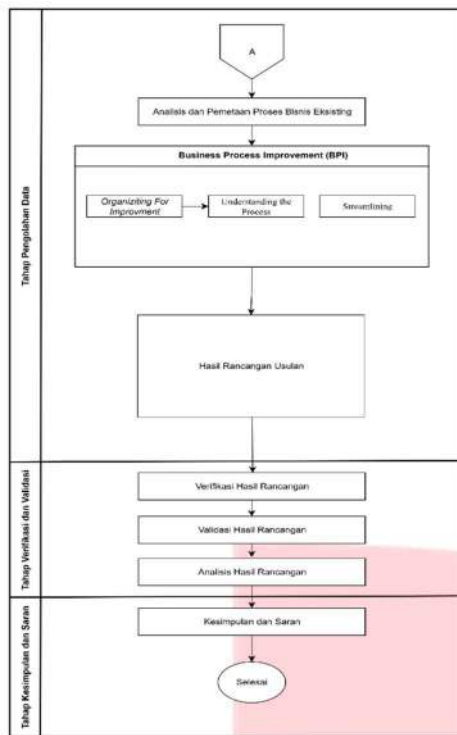 Tahap Pengolahan Data
A
Analisis dan Pemetaan Proses Bisnis Eksisting
Business Process Improvement (BPI)
Organiziting For
Improvment
Understanding the
Process
Streamlining
Hasil Rancangan Usulan
Tahap Verifikasi dan Validasi
Verifikasi Hasil Rancangan
Validasi Hasil Rancangan
Analisis Hasil Rancangan
Tahap Kesimpulan dan Saran
Kesimpulan dan Saran
Selesai